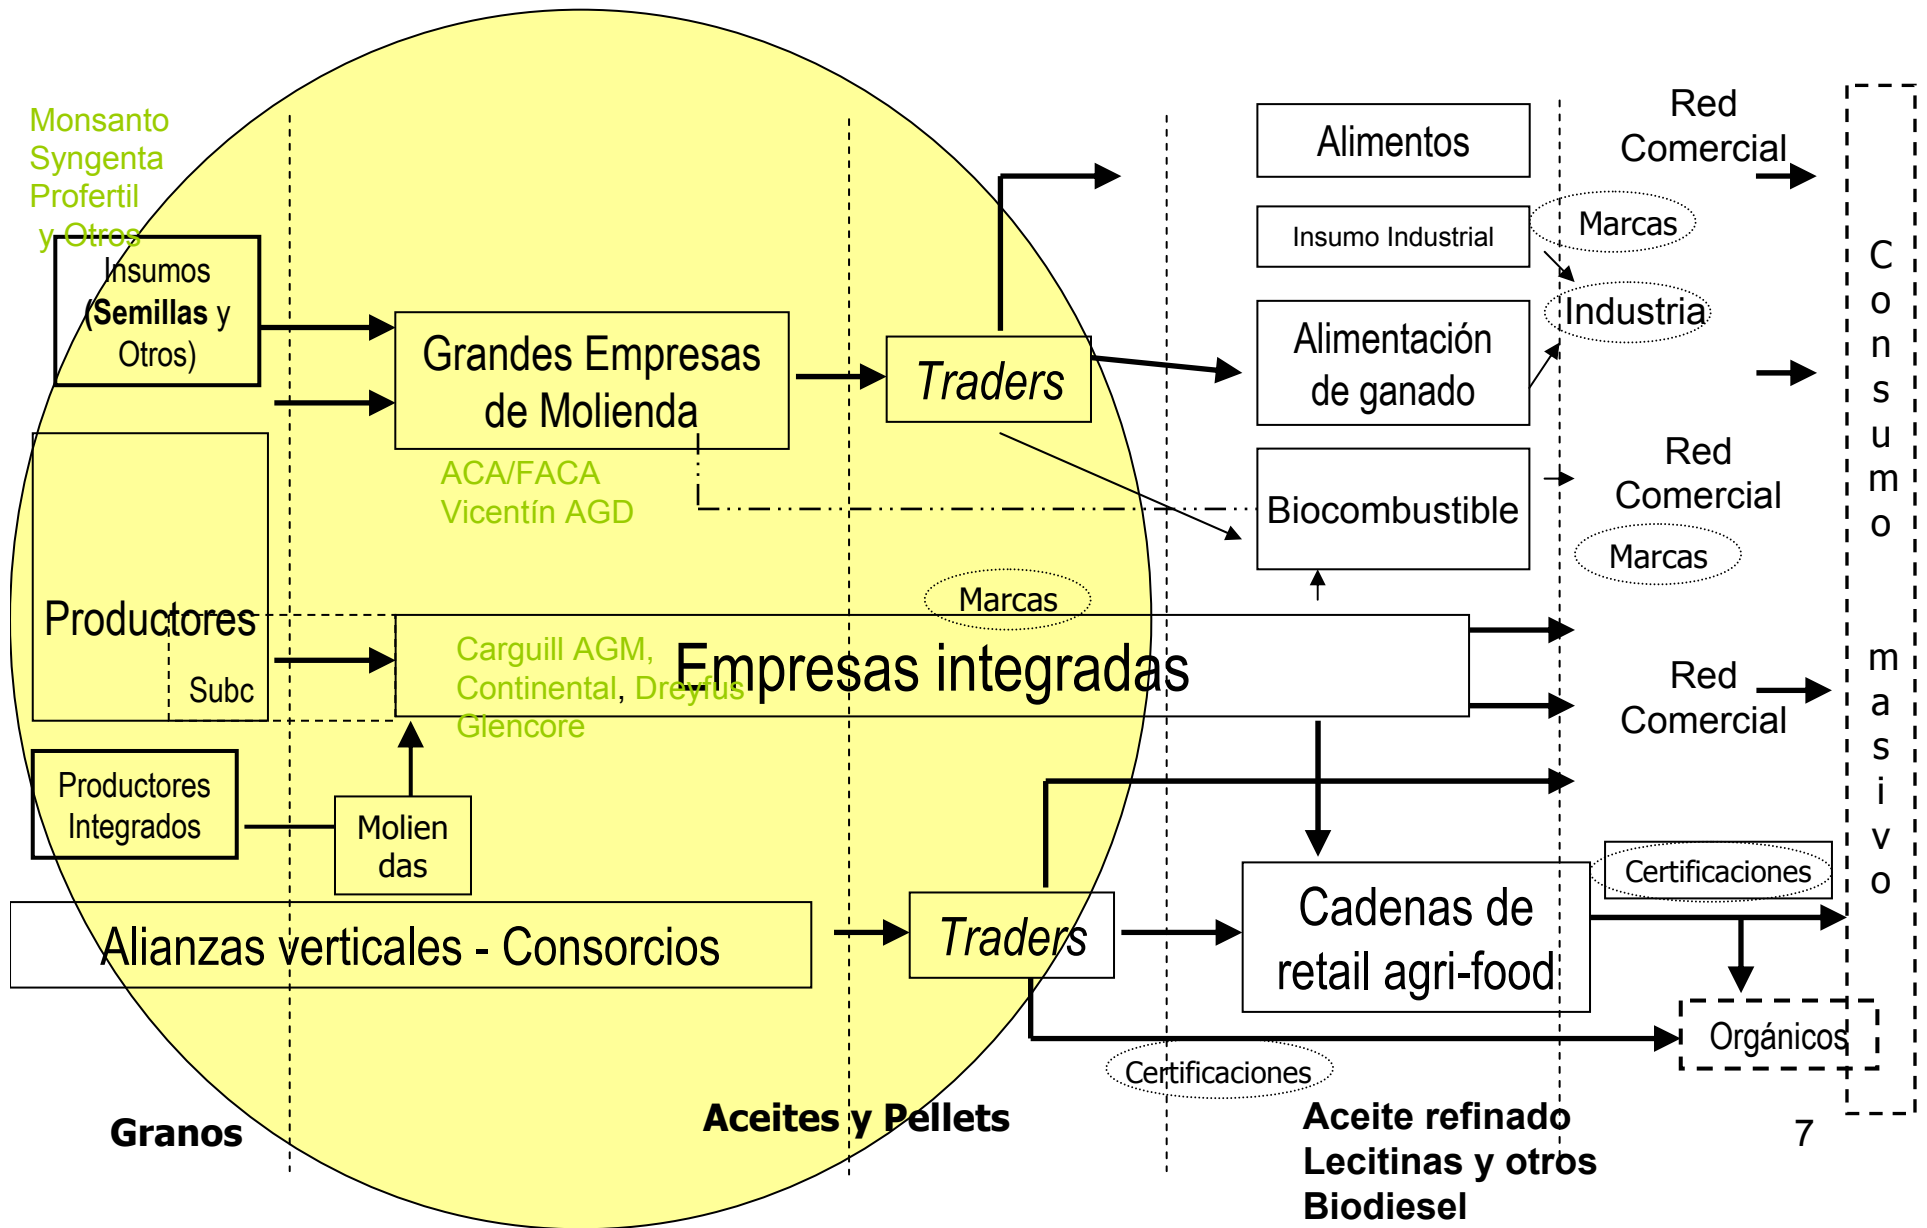 Monsanto
Syngenta
Profertil
y Otros
Insumos
(Semillas y
Otros)
Grandes Empresas
de Molienda
ACA/FACA
Vicentín AGD
Traders
Alimentos
Insumo Industrial
Alimentación
de ganado
Biocombustible
Red
Comercial
Marcas
Industria
Red
Comercial
Marcas
Productores
Subc
Marcas
Carguill AGM,
Continental, Dreyfus
Glencore
Empresas integradas
Red
Comercial
Productores
Integrados
Molien
das
Alianzas verticales - Consorcios
Traders
Cadenas de
retail agri-food
Certificaciones
Orgánicos
Certificaciones
Consumo masivo
Granos
Aceites y Pellets
Aceite refinado
Lecitinas y otros
Biodiesel
7